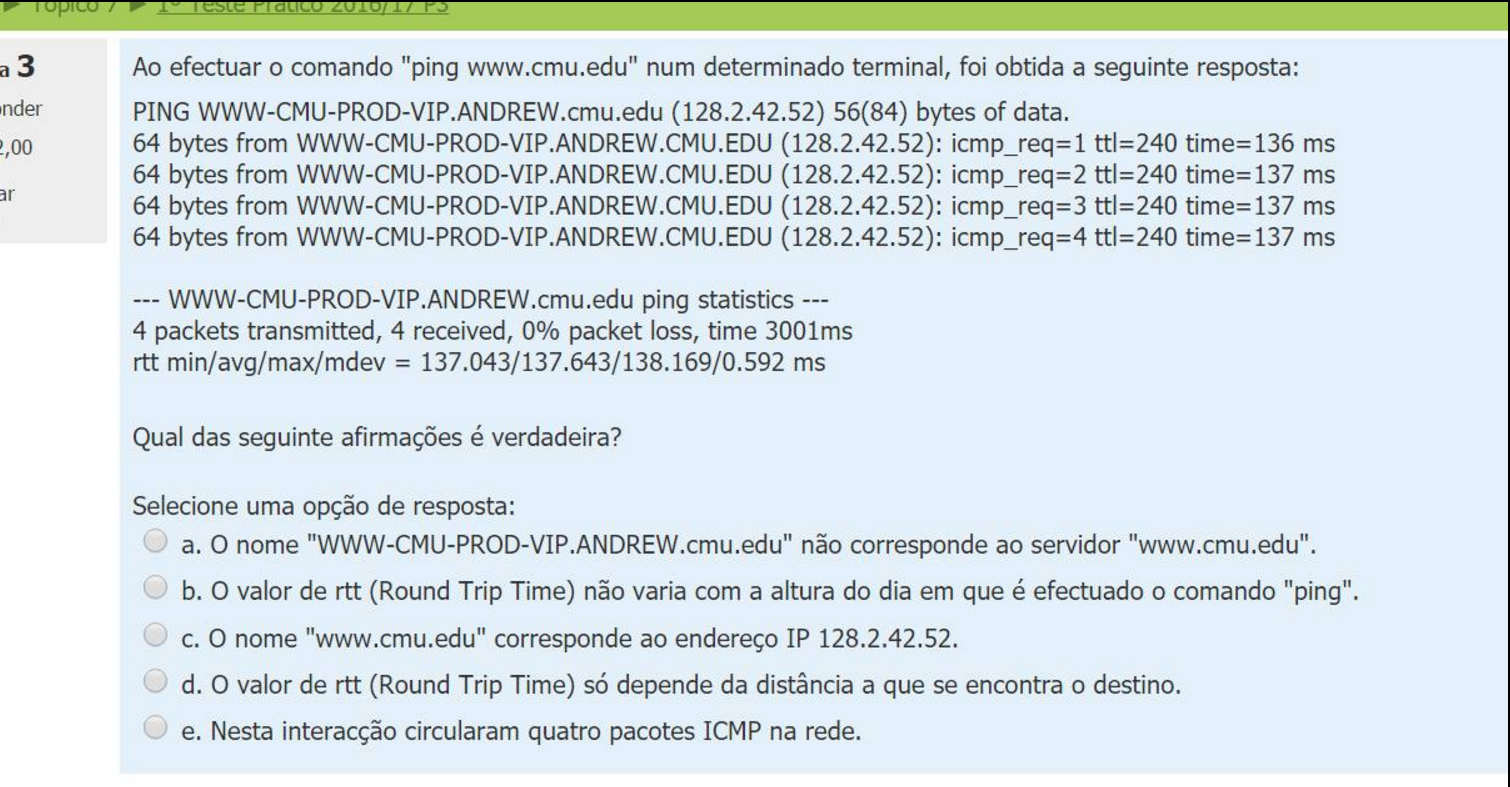 Tópico 7 ► 1º Teste Prático 2016/17 P3
a 3
onder
2,00
ar
Ao efectuar o comando "ping www.cmu.edu" num determinado terminal, foi obtida a seguinte resposta:
PING WWW-CMU-PROD-VIP.ANDREW.cmu.edu (128.2.42.52) 56(84) bytes of data.
64 bytes from WWW-CMU-PROD-VIP.ANDREW.CMU.EDU (128.2.42.52): icmp_req=1 ttl=240 time=136 ms
64 bytes from WWW-CMU-PROD-VIP.ANDREW.CMU.EDU (128.2.42.52): icmp_req=2 ttl=240 time=137 ms
64 bytes from WWW-CMU-PROD-VIP.ANDREW.CMU.EDU (128.2.42.52): icmp_req=3 ttl=240 time=137 ms
64 bytes from WWW-CMU-PROD-VIP.ANDREW.CMU.EDU (128.2.42.52): icmp_req=4 ttl=240 time=137 ms
--- WWW-CMU-PROD-VIP.ANDREW.cmu.edu ping statistics ---
4 packets transmitted, 4 received, 0% packet loss, time 3001ms
rtt min/avg/max/mdev = 137.043/137.643/138.169/0.592 ms
Qual das seguinte afirmações é verdadeira?
Selecione uma opção de resposta:
a. O nome "WWW-CMU-PROD-VIP.ANDREW.cmu.edu" não corresponde ao servidor "www.cmu.edu".
b. O valor de rtt (Round Trip Time) não varia com a altura do dia em que é efectuado o comando "ping".
c. O nome "www.cmu.edu" corresponde ao endereço IP 128.2.42.52.
d. O valor de rtt (Round Trip Time) só depende da distância a que se encontra o destino.
e. Nesta interacção circularam quatro pacotes ICMP na rede.